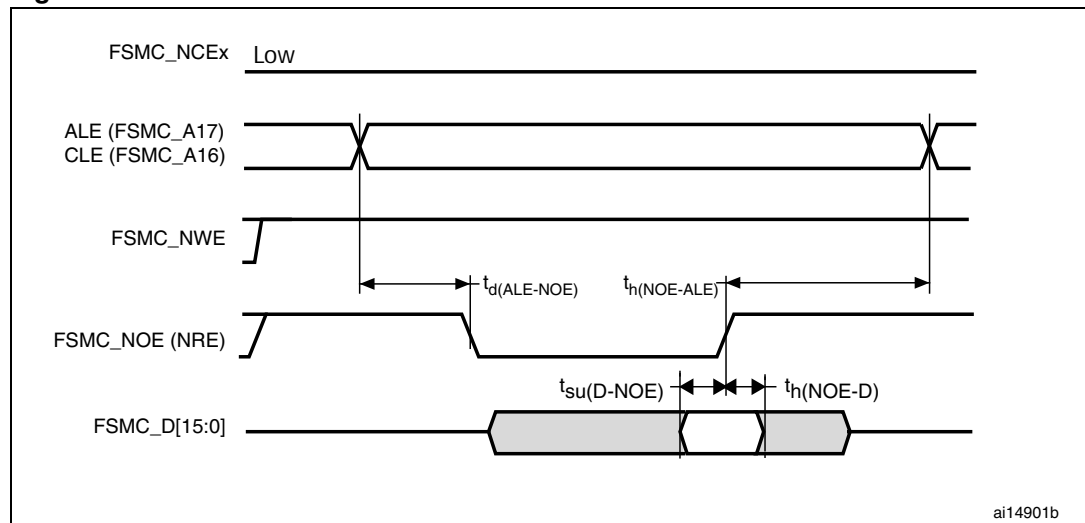 FSMC_NCEx
Low
ALE (FSMC_A17)
CLE (FSMC_A16)
FSMC_NWE
td(ALE-NOE)
th(NOE-ALE)
FSMC_NOE (NRE)
tsu(D-NOE)
th(NOE-D)
FSMC_D[15:0]
ai14901b